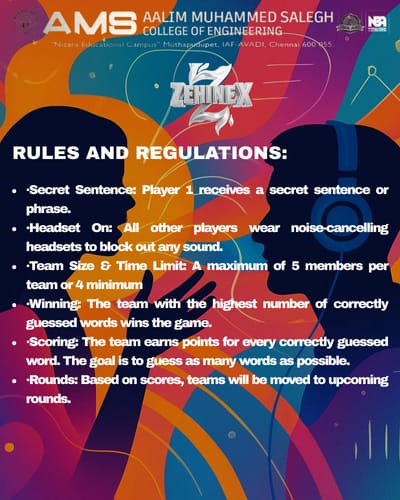 AMS AALIM MUHAMMED SALEGH
COLLEGE OF ENGINEERING
"Nizara Educational Campus" Muthapudupet, IAF-AVADI, Chennai 600 055
NBA
ZEHINEX
RULES AND REGULATIONS:
• ·Secret Sentence: Player 1 receives a secret sentence or
phrase.
• ·Headset On: All other players wear noise-cancelling
headsets to block out any sound.
• ·Team Size & Time Limit: A maximum of 5 members per
team or 4 minimum
• ·Winning: The team with the highest number of correctly
guessed words wins the game.
• ·Scoring: The team earns points for every correctly guessed
word. The goal is to guess as many words as possible.
• ·Rounds: Based on scores, teams will be moved to upcoming
rounds.